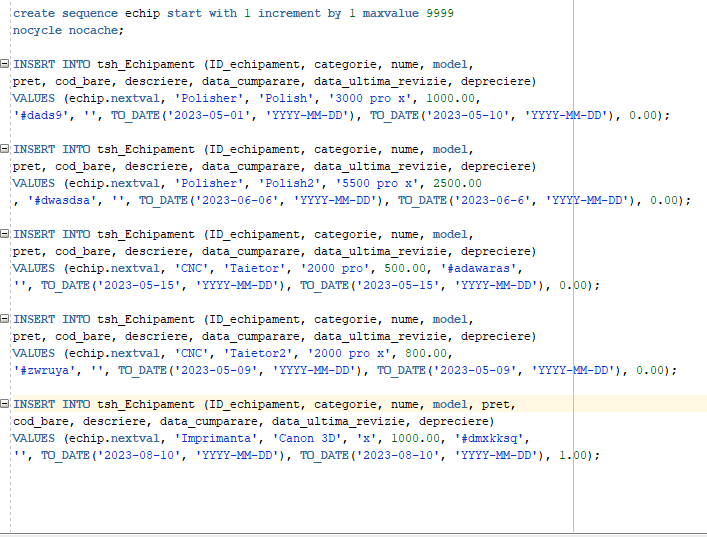 create sequence echip start with 1 increment by 1 maxvalue 9999
nocycle nocache;
INSERT INTO tsh_Echipament (ID_echipament, categorie, nume, model,
pret, cod_bare, descriere, data_cumparare, data_ultima_revizie, depreciere)
VALUES (echip.nextval, 'Polisher', 'Polish', '3000 pro x', 1000.00,
'#dads9', '', TO_DATE('2023-05-01', 'YYYY-MM-DD'), TO_DATE('2023-05-10', 'YYYY-MM-DD'), 0.00);
INSERT INTO tsh_Echipament (ID_echipament, categorie, nume, model,
pret, cod_bare, descriere, data_cumparare, data_ultima_revizie, depreciere)
VALUES (echip.nextval, 'Polisher', 'Polish2', '5500 pro x', 2500.00
, '#dwasdsa', '', TO_DATE('2023-06-06', 'YYYY-MM-DD'), TO_DATE('2023-06-6', 'YYYY-MM-DD'), 0.00);
INSERT INTO tsh_Echipament (ID_echipament, categorie, nume, model,
pret, cod_bare, descriere, data_cumparare, data_ultima_revizie, depreciere)
VALUES (echip.nextval, 'CNC', 'Taietor', '2000 pro', 500.00, '#adawaras',
'', TO_DATE('2023-05-15', 'YYYY-MM-DD'), TO_DATE('2023-05-15', 'YYYY-MM-DD'), 0.00);
INSERT INTO tsh_Echipament (ID_echipament, categorie, nume, model,
pret, cod_bare, descriere, data_cumparare, data_ultima_revizie, depreciere)
VALUES (echip.nextval, 'CNC', 'Taietor2', '2000 pro x', 800.00,
'#zwruya', '', TO_DATE('2023-05-09', 'YYYY-MM-DD'), TO_DATE('2023-05-09', 'YYYY-MM-DD'), 0.00);
INSERT INTO tsh_Echipament (ID_echipament, categorie, nume, model, pret,
cod_bare, descriere, data_cumparare, data_ultima_revizie, depreciere)
VALUES (echip.nextval, 'Imprimanta', 'Canon 3D', 'x', 1000.00, '#dmxkksq',
'', TO_DATE('2023-08-10', 'YYYY-MM-DD'), TO_DATE('2023-08-10', 'YYYY-MM-DD'), 1.00);